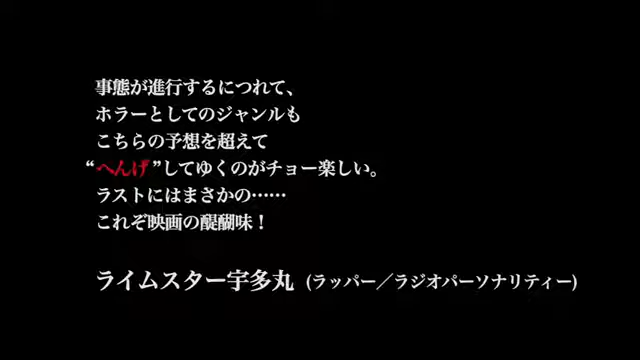 事態が進行するにつれて、
ホラーとしてのジャンルも
こちらの予想を超えて
“へんげ”してゆくのがチョー楽しい。
ラストにはまさかの……
これぞ映画の醍醐味！
ライムスター宇多丸 (ラッパー／ラジオパーソナリティー)